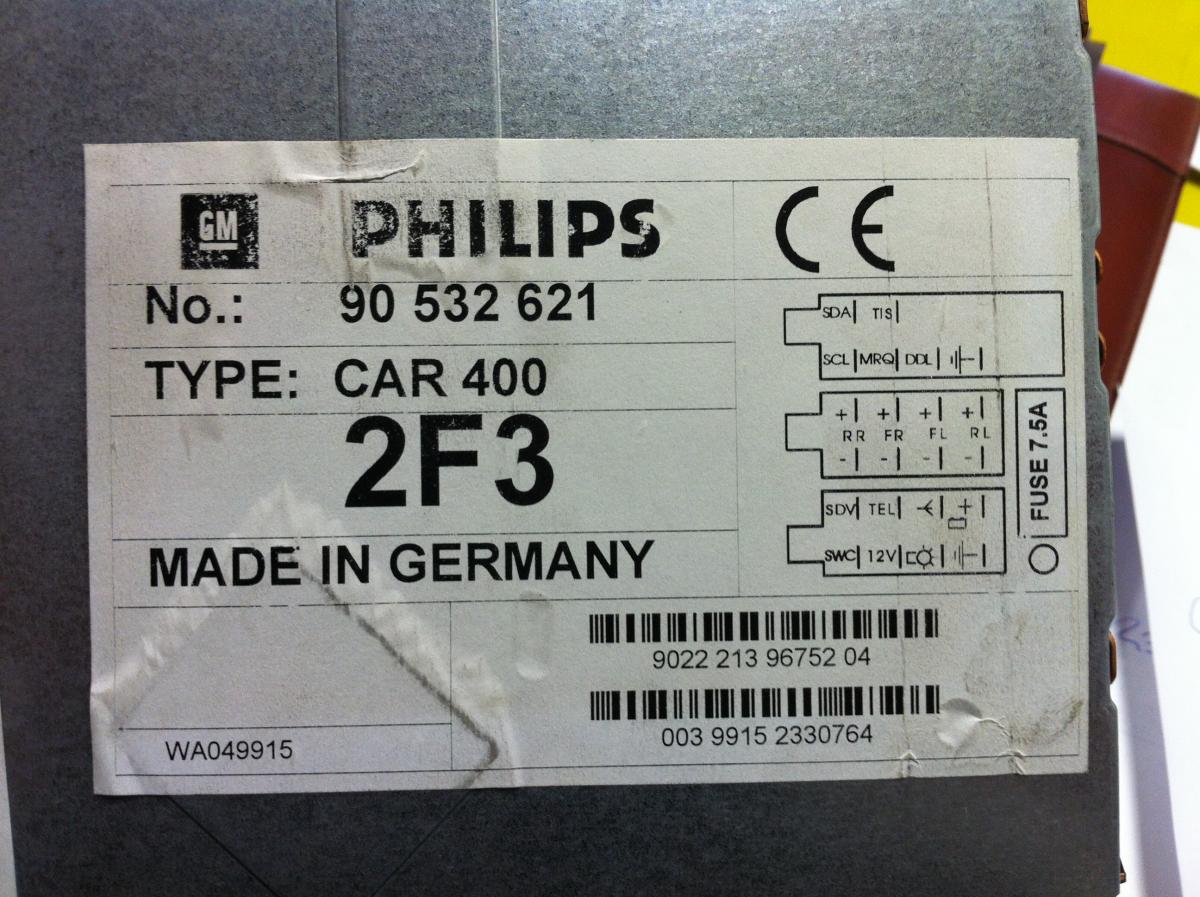 GM PHILIPS CE
No.: 90 532 621
TYPE: CAR 400
2F3
MADE IN GERMANY
SDA TIS
SCL MRQ DDL
+ + + +
RR FR FL RL
- - - -
SDV TEL +
SWC 12V
FUSE 7.5A
9022 213 96752 04
003 9915 2330764
WA049915